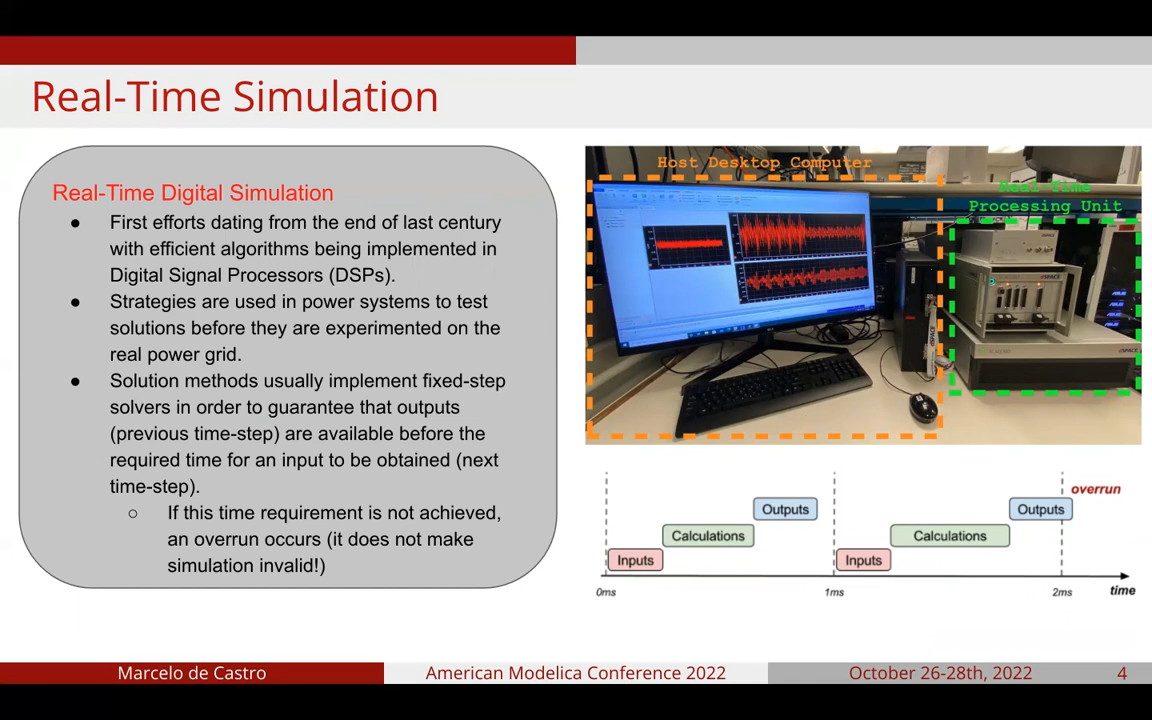 Real-Time Simulation
Real-Time Digital Simulation
● First efforts dating from the end of last century
with efficient algorithms being implemented in
Digital Signal Processors (DSPs).
● Strategies are used in power systems to test
solutions before they are experimented on the
real power grid.
● Solution methods usually implement fixed-step
solvers in order to guarantee that outputs
(previous time-step) are available before the
required time for an input to be obtained (next
time-step).
○ If this time requirement is not achieved,
an overrun occurs (it does not make
simulation invalid!)
Host Desktop Computer
Real-Time
Processing Unit
dSPACE
overrun
Outputs
Outputs
Calculations
Calculations
Inputs
Inputs
0ms
1ms
2ms
time
Marcelo de Castro
American Modelica Conference 2022
October 26-28th, 2022
4